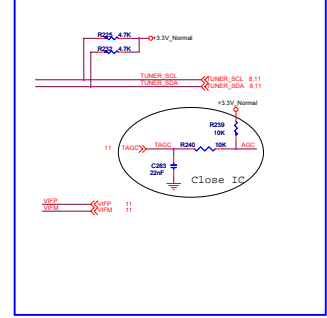 R225 4.7K
+3.3V_Normal
R232 4.7K
TUNER_SCL TUNER_SCL 8,11
TUNER_SDA TUNER_SDA 8,11
+3.3V_Normal
R239
10K
11 TAGC TAGC R240 10K AGC
C263
22nF
Close IC
VIFP VIFP 11
VIFM VIFM 11